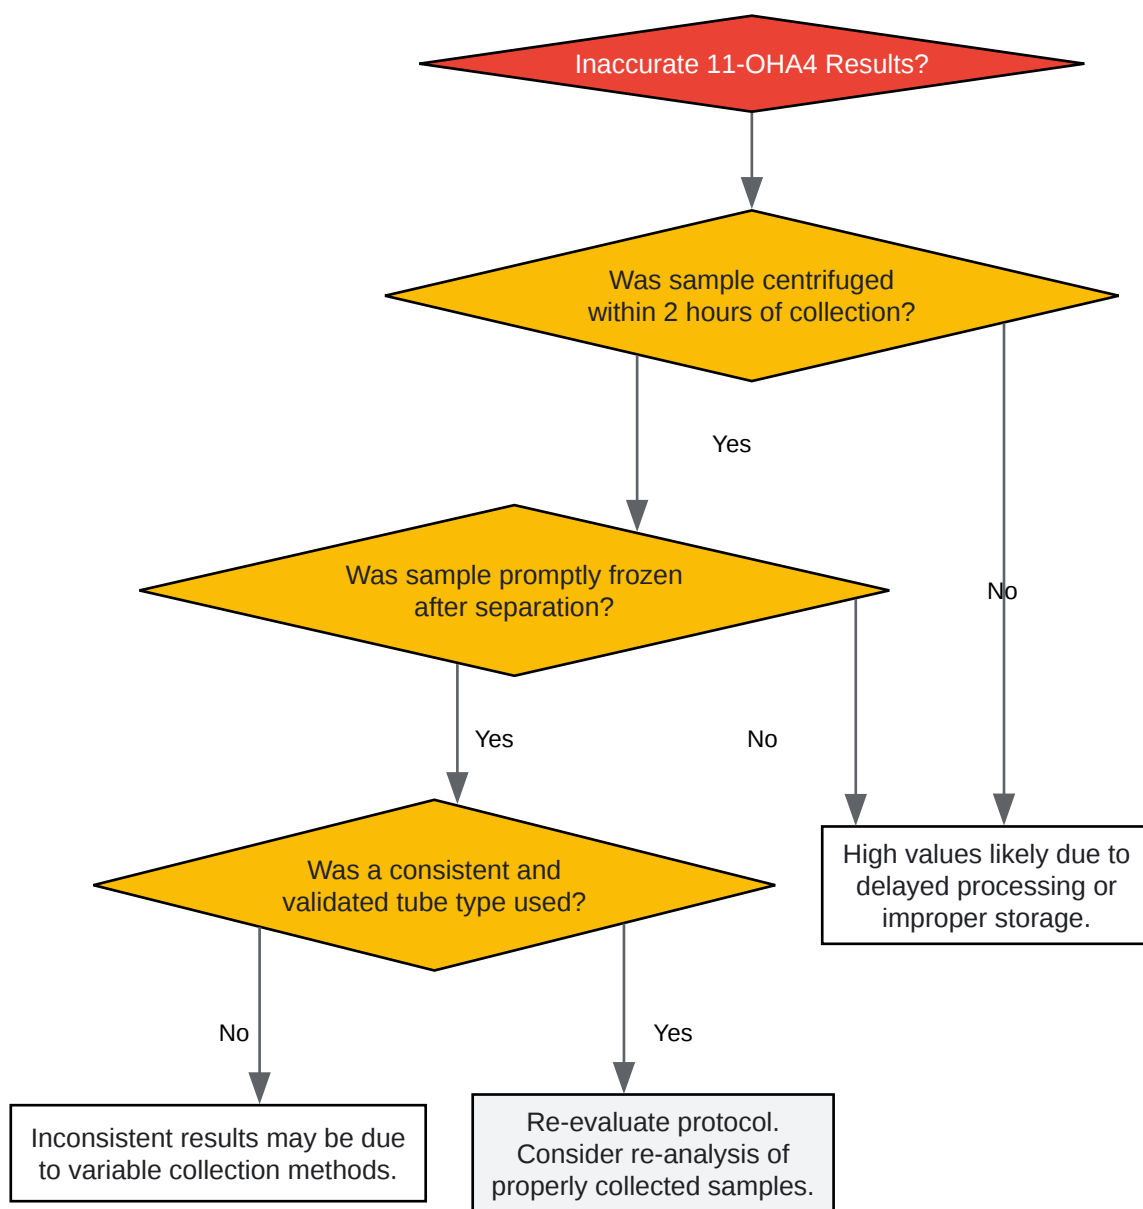 Inaccurate 11-OHA4 Results?
Was sample centrifuged
within 2 hours of collection?
Yes
No
Was sample promptly frozen
after separation?
Yes
No
High values likely due to
delayed processing or
improper storage.
Was a consistent and
validated tube type used?
No
Yes
Inconsistent results may be due
to variable collection methods.
Re-evaluate protocol.
Consider re-analysis of
properly collected samples.